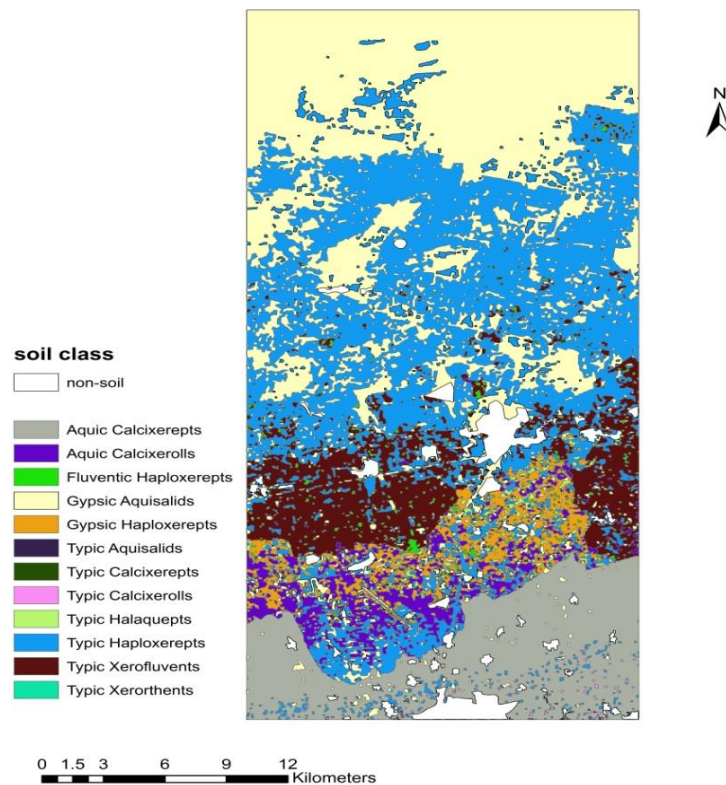 N
soil class
non-soil
Aquic Calcixerepts
Aquic Calcixerolls
Fluventic Haploxerepts
Gypsic Aquisalids
Gypsic Haploxerepts
Typic Aquisalids
Typic Calcixerepts
Typic Calcixerolls
Typic Halaquepts
Typic Haploxerepts
Typic Xerofluvents
Typic Xerorthents
0 1.5 3 6 9 12
Kilometers